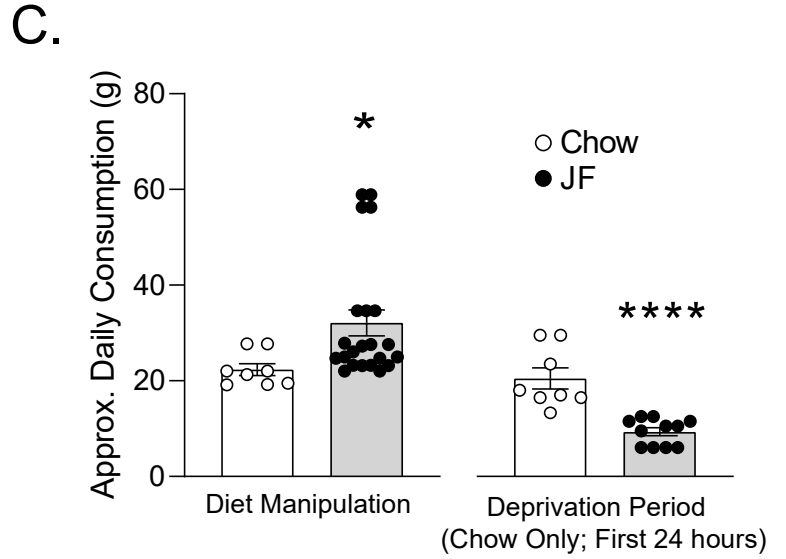 C.
Approx. Daily Consumption (g)
80
60
40
20
0
*
Chow
JF
****
Diet Manipulation
Deprivation Period
(Chow Only; First 24 hours)